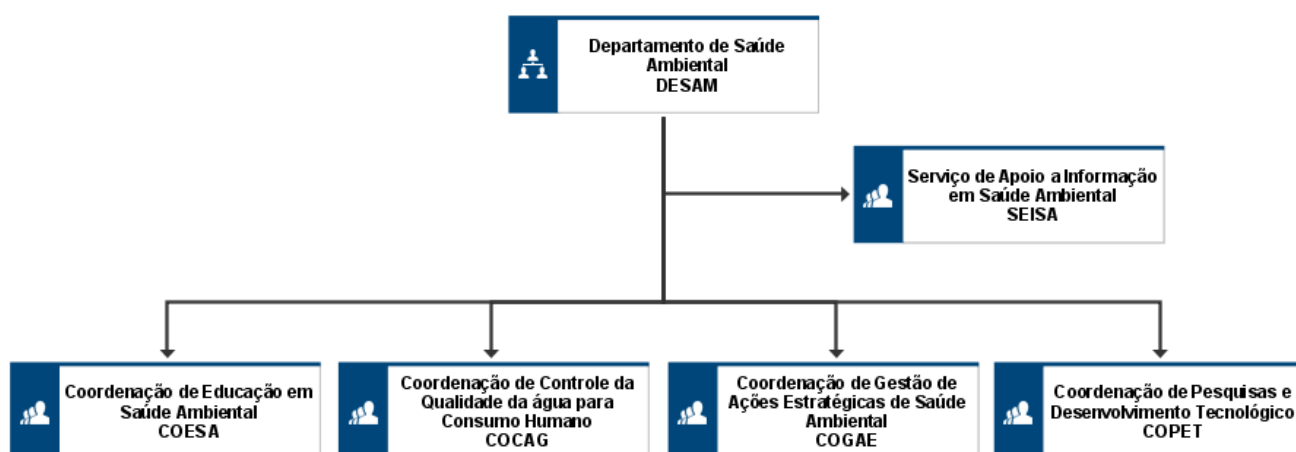 Departamento de Saúde
Ambiental
DESAM
Serviço de Apoio a Informação
em Saúde Ambiental
SEISA
Coordenação de Educação em
Saúde Ambiental
COESA
Coordenação de Controle da
Qualidade da água para
Consumo Humano
COCAG
Coordenação de Gestão de
Ações Estratégicas de Saúde
Ambiental
COGAE
Coordenação de Pesquisas e
Desenvolvimento Tecnológico
COPET